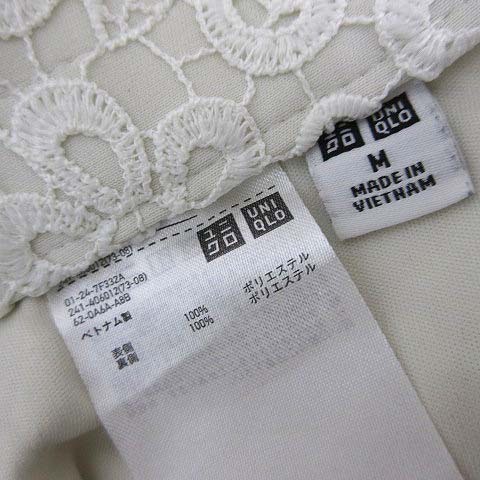 ユニ
クロ
UNI
QLO
M
MADE IN
VIETNAM
ユニ
クロ
UNI
QLO
01-24-7F332A
241-406012(73-08)
62-0A6A-A8B
ベトナム製
表側 100% ポリエステル
裏側 100% ポリエステル